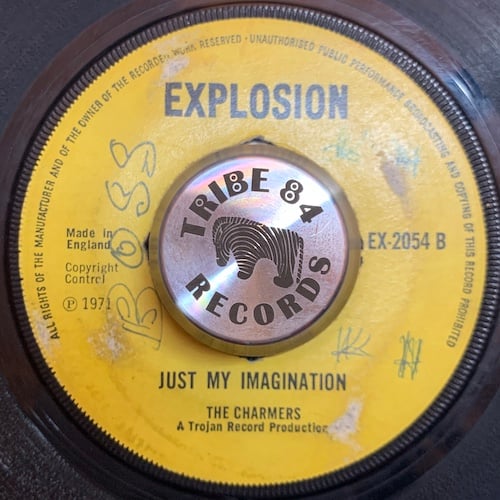 ALL RIGHTS OF THE MANUFACTURER AND OF THE OWNER OF THE RECORDED WORK RESERVED · UNAUTHORISED PUBLIC PERFORMANCE BROADCASTING AND COPYING OF THIS RECORD PROHIBITED
EXPLOSION
BOSS
TRIBE 84
RECORDS
Made in
England
Copyright
Control
℗ 1971
EX-2054 B
JUST MY IMAGINATION
THE CHARMERS
A Trojan Record Production